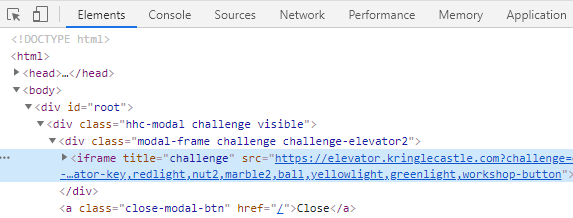 Elements Console Sources Network Performance Memory
<!DOCTYPE html>
<html>
<head>…</head>
<body>
<div id="root">
<div class="hhc-modal challenge visible">
<div class="modal-frame challenge challenge-elevator2">
… <iframe title="challenge" src="https://elevator.kringlecastle.com?challenge=
-…ator-key,redlight,nut2,marble2,ball,yellowlight,greenlight,workshop-button">
</div>
<a class="close-modal-btn" href="/">Close</a>